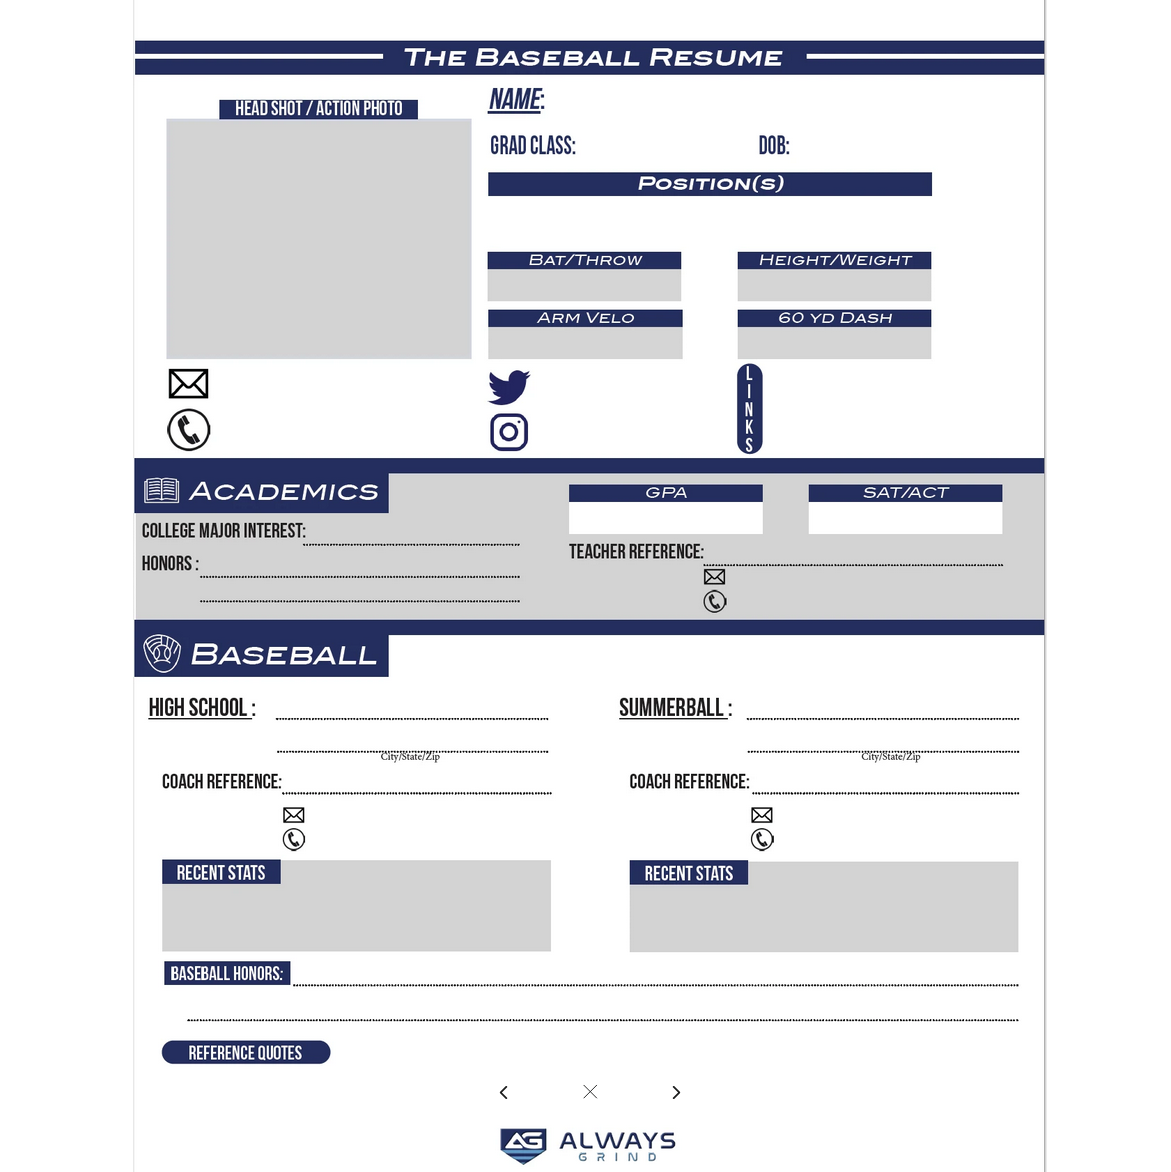 The Baseball Resume
HEAD SHOT / ACTION PHOTO
NAME:
GRAD CLASS: DOB:
Position(s)
Bat/Throw Height/Weight
Arm Velo 60 yd Dash
LINKS
Academics
GPA SAT/ACT
COLLEGE MAJOR INTEREST:
TEACHER REFERENCE:
HONORS :
Baseball
HIGH SCHOOL : SUMMERBALL :
City/State/Zip City/State/Zip
COACH REFERENCE: COACH REFERENCE:
RECENT STATS RECENT STATS
BASEBALL HONORS:
REFERENCE QUOTES
AG ALWAYS
GRIND